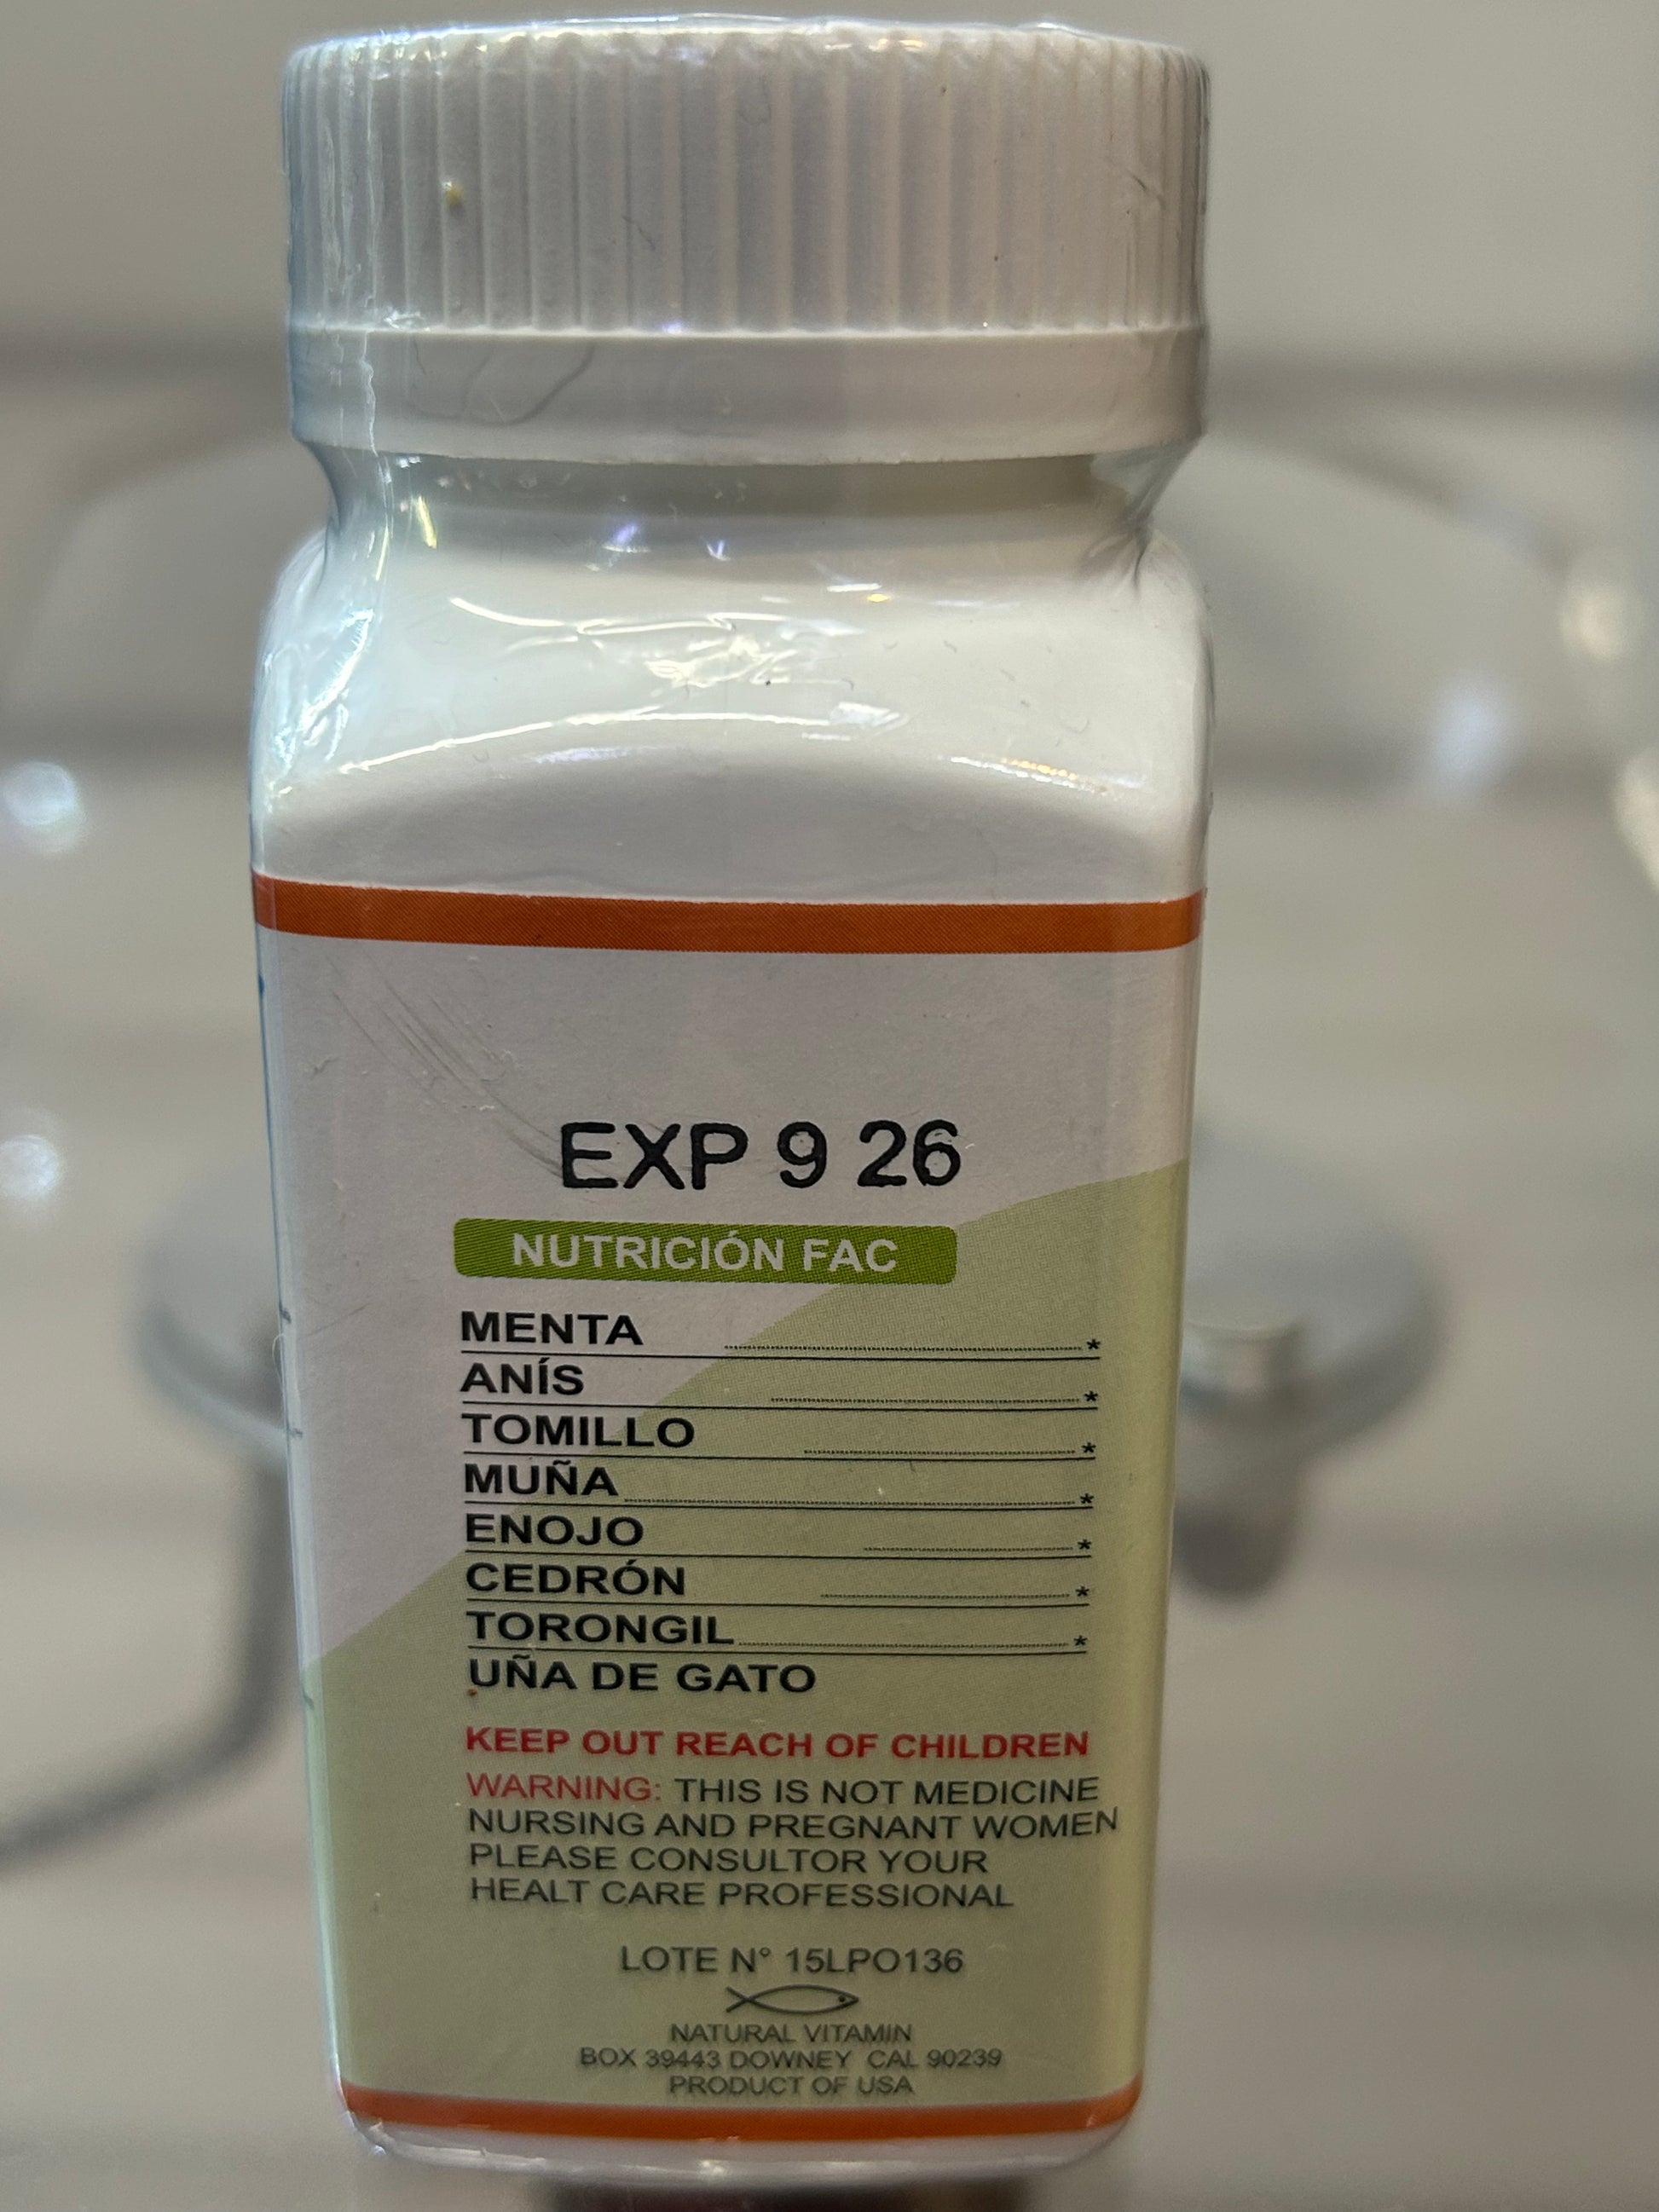 EXP 9 26
NUTRICIÓN FAC
MENTA *
ANÍS *
TOMILLO *
MUÑA *
ENOJO *
CEDRÓN *
TORONGIL *
UÑA DE GATO
KEEP OUT REACH OF CHILDREN
WARNING: THIS IS NOT MEDICINE
NURSING AND PREGNANT WOMEN
PLEASE CONSULTOR YOUR
HEALT CARE PROFESSIONAL
LOTE N° 15LPO136
NATURAL VITAMIN
BOX 39443 DOWNEY CAL 90239
PRODUCT OF USA